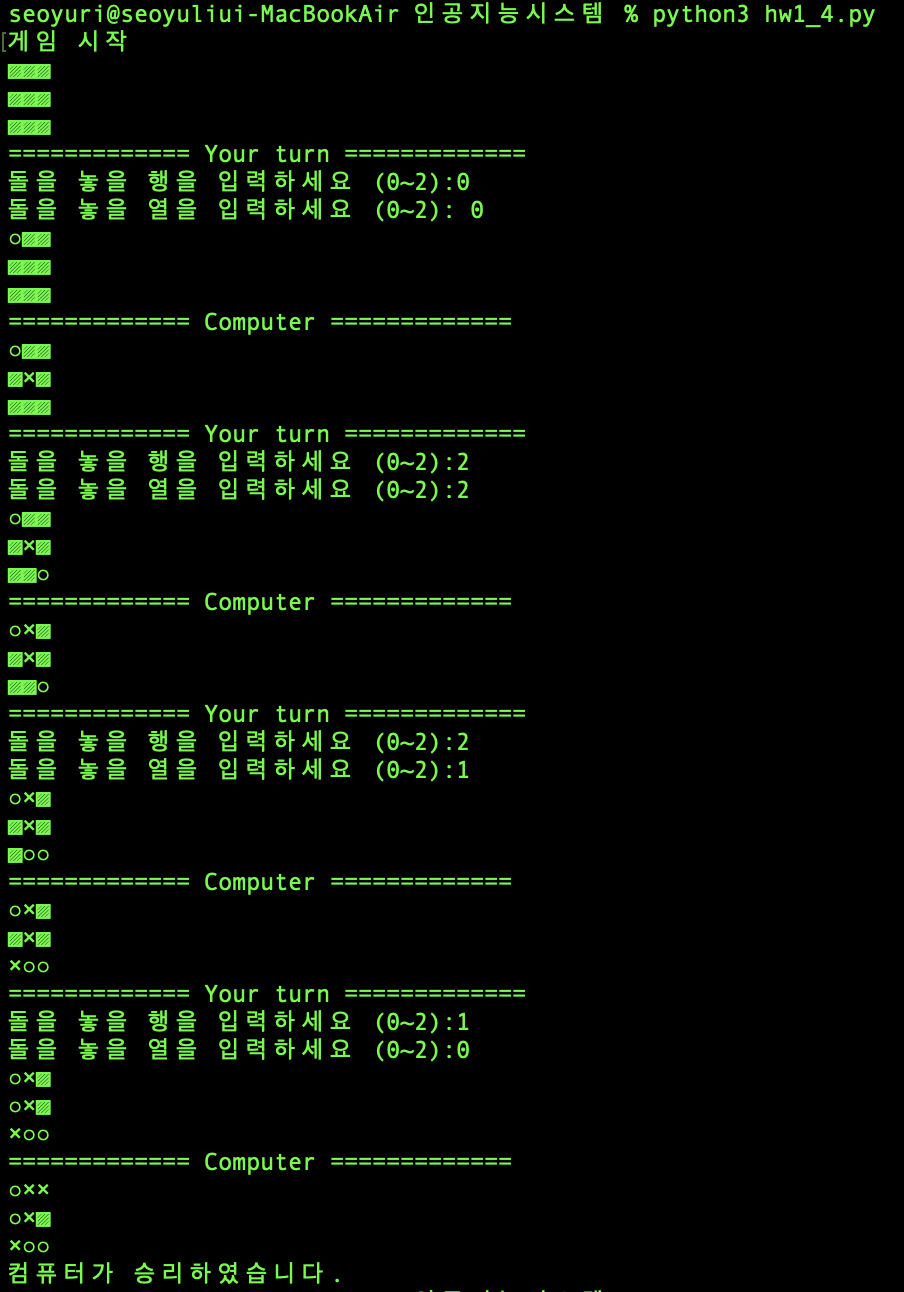 seoyuri@seoyuliui-MacBookAir 인공지능시스템 % python3 hw1_4.py
[게임 시작
▨▨▨
▨▨▨
▨▨▨
============= Your turn =============
돌을 놓을 행을 입력하세요 (0~2):0
돌을 놓을 열을 입력하세요 (0~2): 0
○▨▨
▨▨▨
▨▨▨
============= Computer =============
○▨▨
▨×▨
▨▨▨
============= Your turn =============
돌을 놓을 행을 입력하세요 (0~2):2
돌을 놓을 열을 입력하세요 (0~2):2
○▨▨
▨×▨
▨▨○
============= Computer =============
○×▨
▨×▨
▨▨○
============= Your turn =============
돌을 놓을 행을 입력하세요 (0~2):2
돌을 놓을 열을 입력하세요 (0~2):1
○×▨
▨×▨
▨○○
============= Computer =============
○×▨
▨×▨
×○○
============= Your turn =============
돌을 놓을 행을 입력하세요 (0~2):1
돌을 놓을 열을 입력하세요 (0~2):0
○×▨
○×▨
×○○
============= Computer =============
○××
○×▨
×○○
컴퓨터가 승리하였습니다.